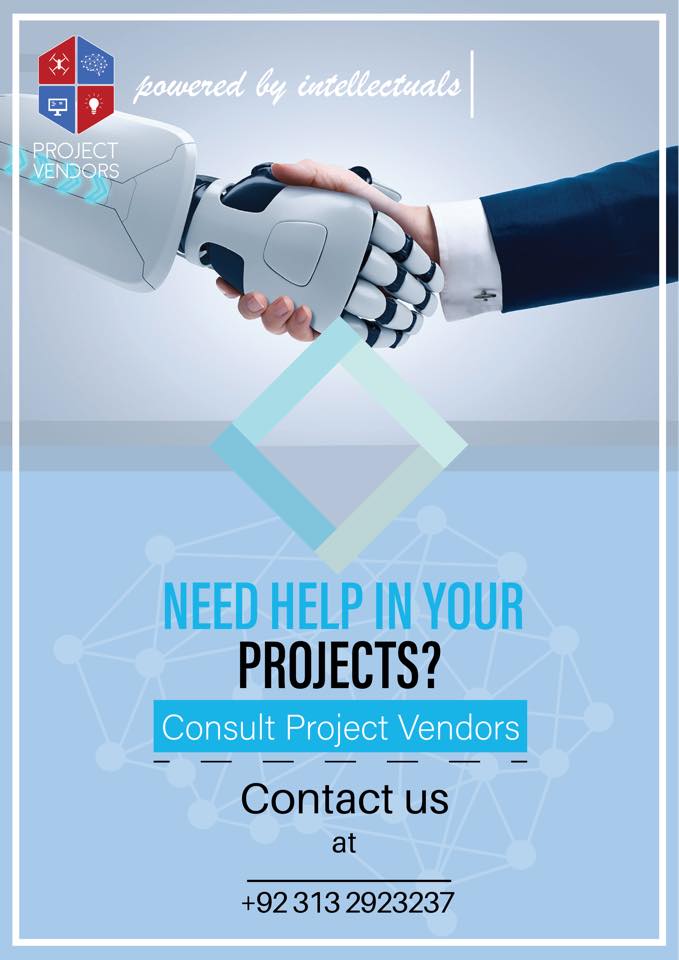 powered by intellectuals
PROJECT
VENDORS
NEED HELP IN YOUR
PROJECTS?
Consult Project Vendors
Contact us
at
+92 313 2923237